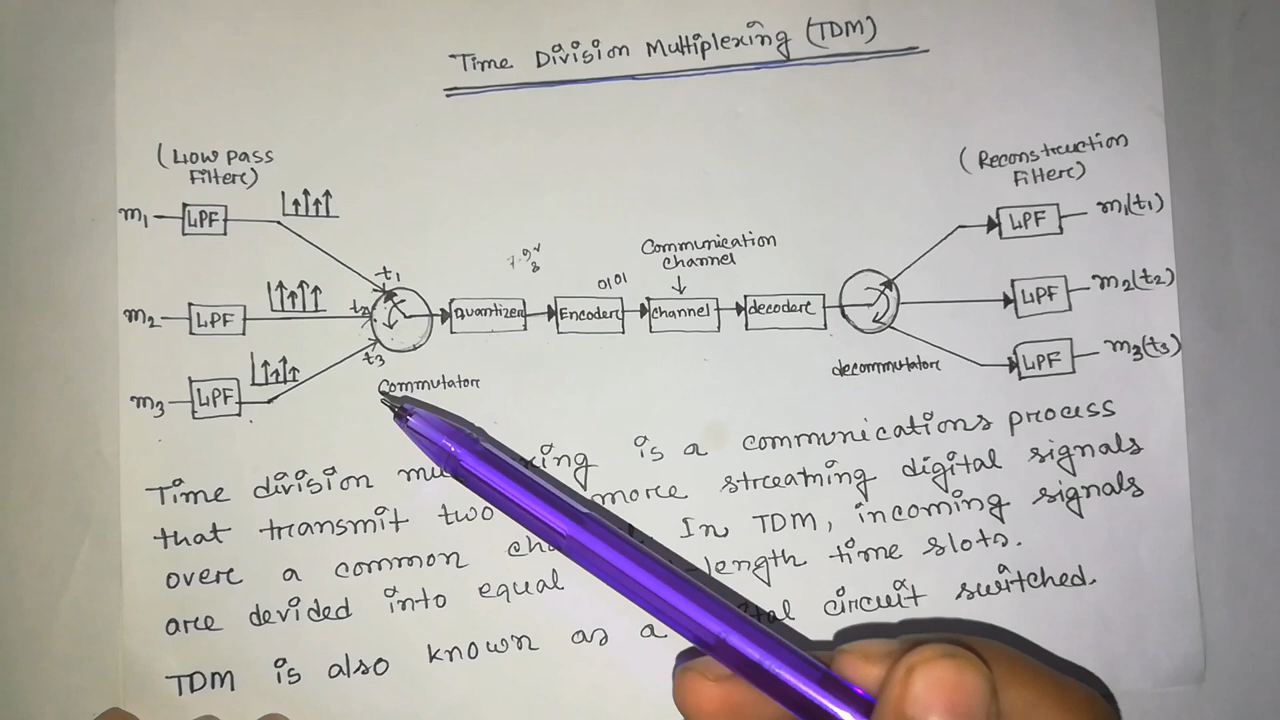 Time Division Multiplexing (TDM)
(Low pass
Filter)
(Reconstruction
Filter)
m1
LPF
m1(t1)
LPF
Communication
channel
t1
7.9v
8
0101
m2
LPF
t2
Quantizer
Encoder
channel
decoder
LPF
m2(t2)
t3
m3
LPF
commutator
decommutator
LPF
m3(t3)
Time division is a communications process
that transmit two more streaming digital signals
over a common In TDM, incoming signals
are devided into equal -length time slots.
TDM is also known as a circuit switched.